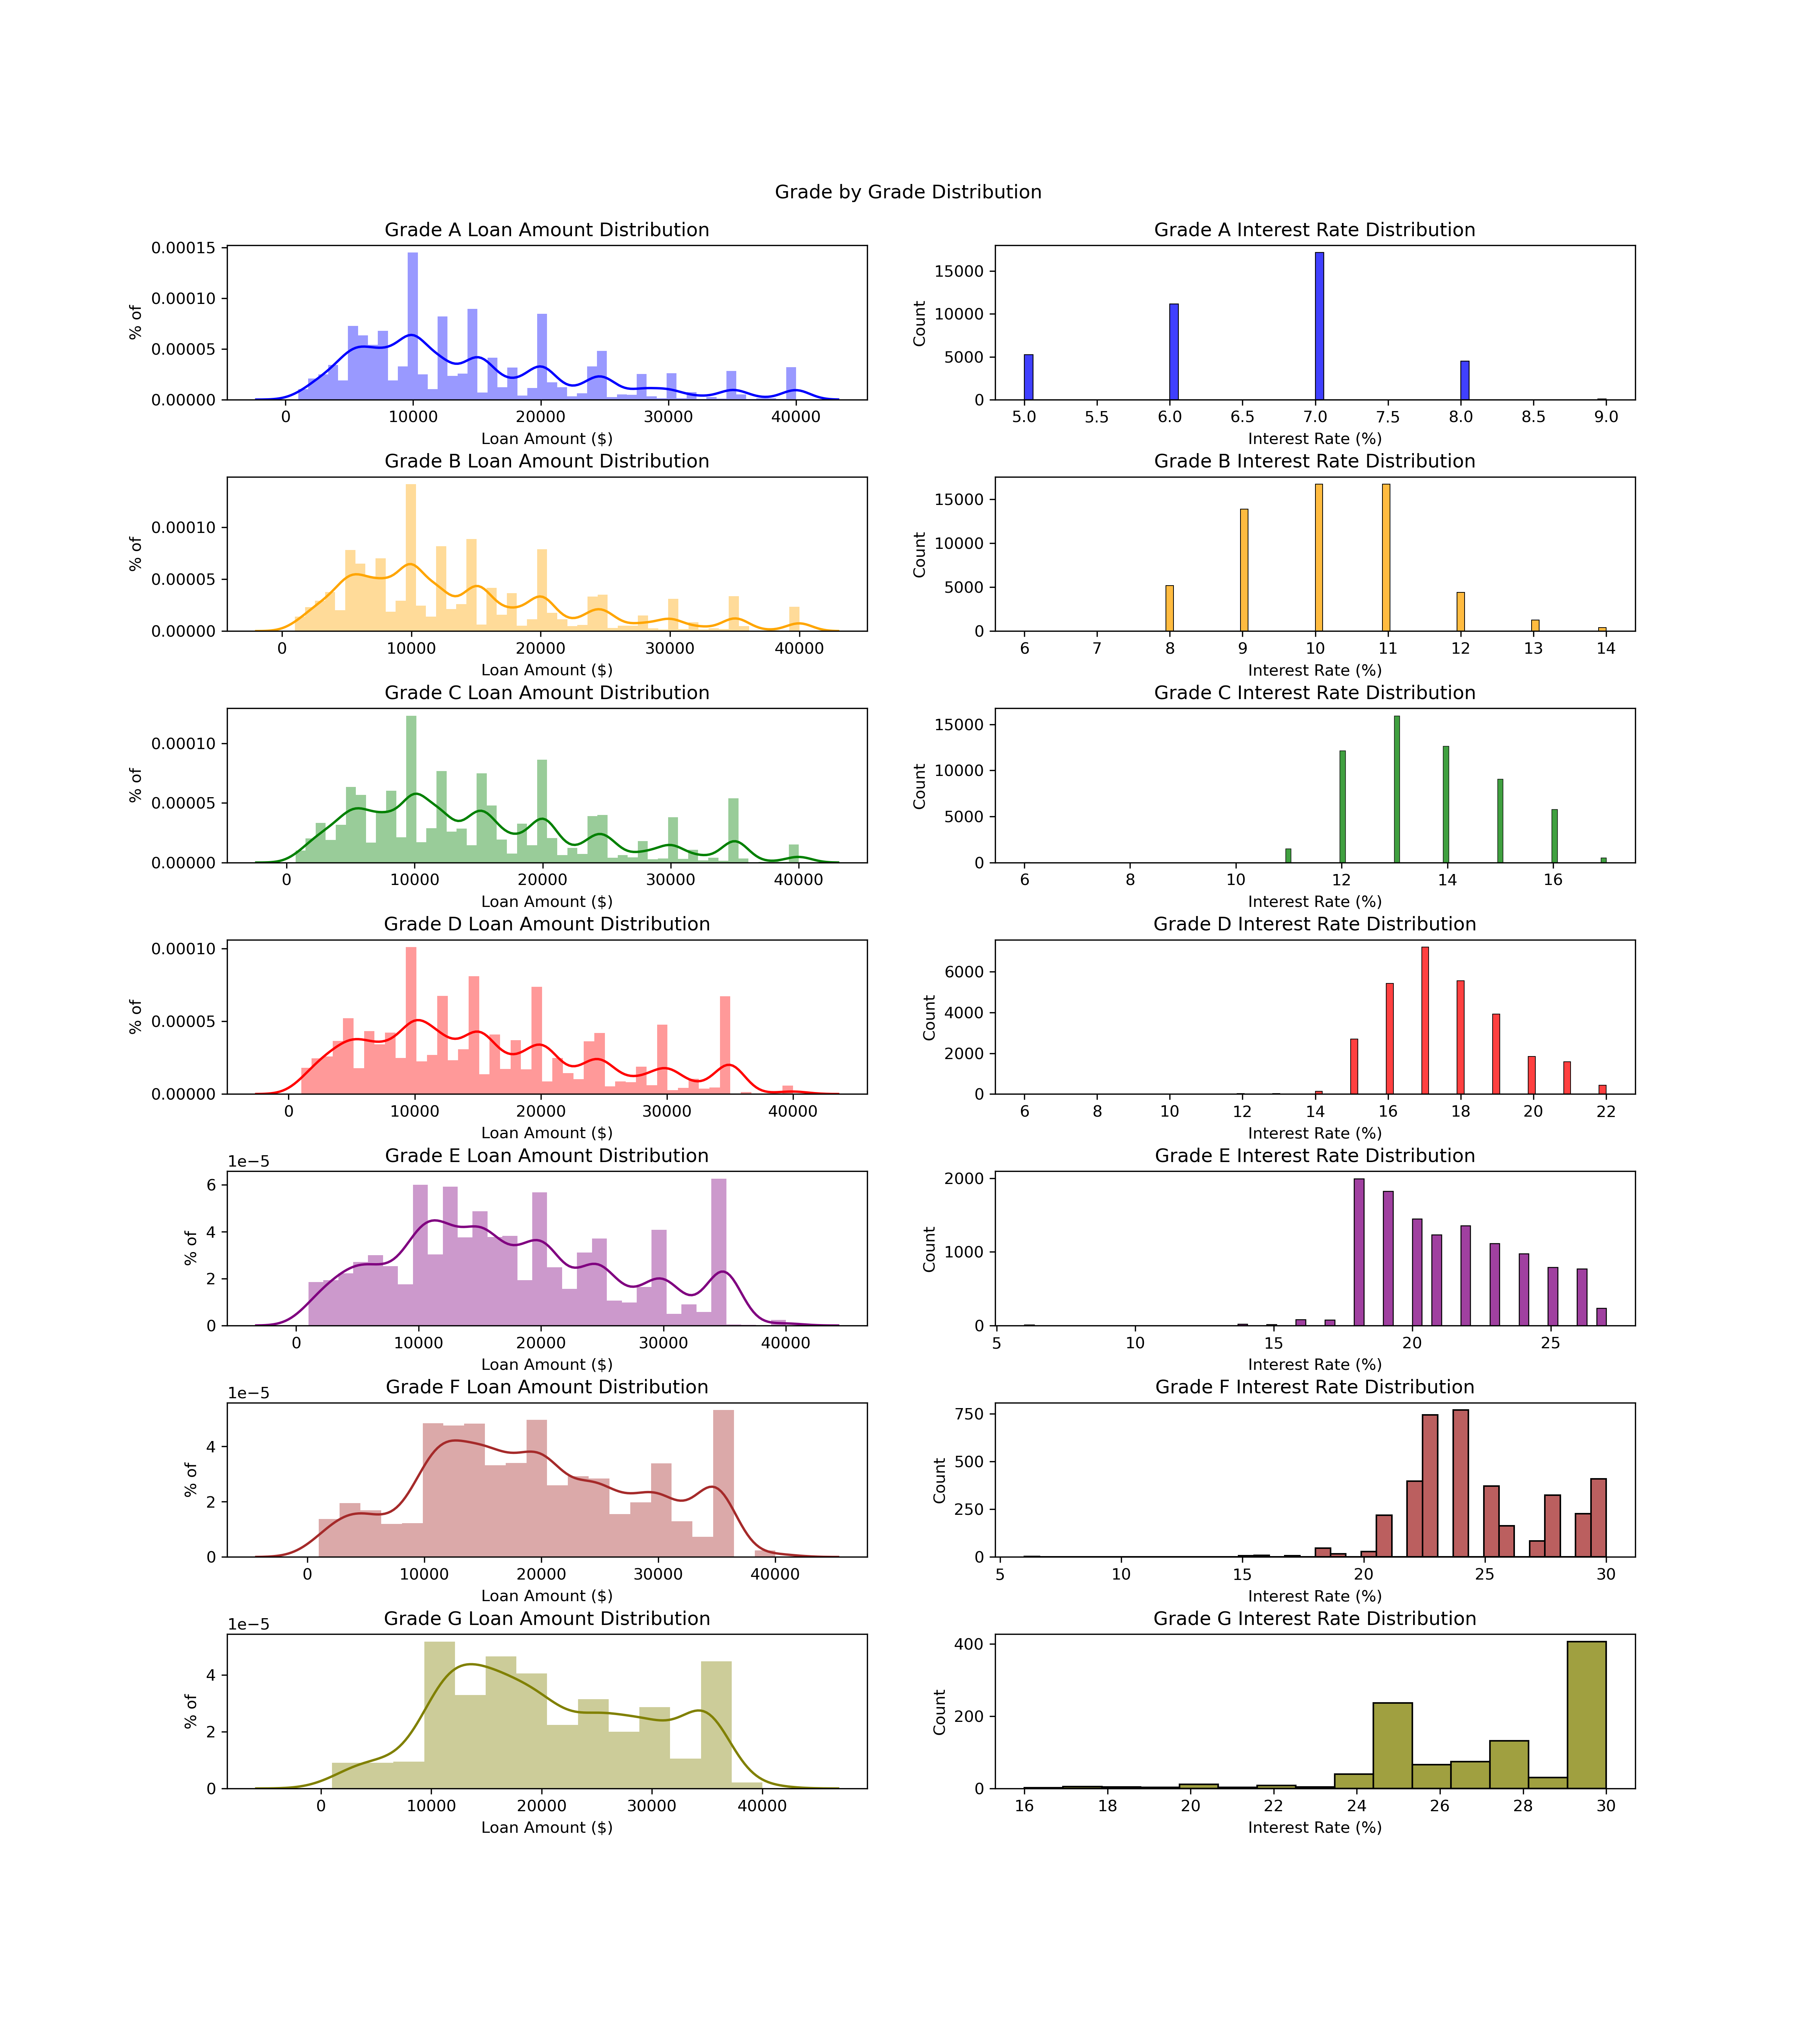 Grade by Grade Distribution
Grade A Loan Amount Distribution
0.00015
0.00010
0.00005
0.00000
% of
0 10000 20000 30000 40000
Loan Amount ($)
Grade A Interest Rate Distribution
15000
10000
5000
0
Count
5.0 5.5 6.0 6.5 7.0 7.5 8.0 8.5 9.0
Interest Rate (%)
Grade B Loan Amount Distribution
0.00010
0.00005
0.00000
% of
0 10000 20000 30000 40000
Loan Amount ($)
Grade B Interest Rate Distribution
15000
10000
5000
0
Count
6 7 8 9 10 11 12 13 14
Interest Rate (%)
Grade C Loan Amount Distribution
0.00010
0.00005
0.00000
% of
0 10000 20000 30000 40000
Loan Amount ($)
Grade C Interest Rate Distribution
15000
10000
5000
0
Count
6 8 10 12 14 16
Interest Rate (%)
Grade D Loan Amount Distribution
0.00010
0.00005
0.00000
% of
0 10000 20000 30000 40000
Loan Amount ($)
Grade D Interest Rate Distribution
6000
4000
2000
0
Count
6 8 10 12 14 16 18 20 22
Interest Rate (%)
Grade E Loan Amount Distribution
1e−5
6
4
2
0
% of
0 10000 20000 30000 40000
Loan Amount ($)
Grade E Interest Rate Distribution
2000
1000
0
Count
5 10 15 20 25
Interest Rate (%)
Grade F Loan Amount Distribution
1e−5
4
2
0
% of
0 10000 20000 30000 40000
Loan Amount ($)
Grade F Interest Rate Distribution
750
500
250
0
Count
5 10 15 20 25 30
Interest Rate (%)
Grade G Loan Amount Distribution
1e−5
4
2
0
% of
0 10000 20000 30000 40000
Loan Amount ($)
Grade G Interest Rate Distribution
400
200
0
Count
16 18 20 22 24 26 28 30
Interest Rate (%)